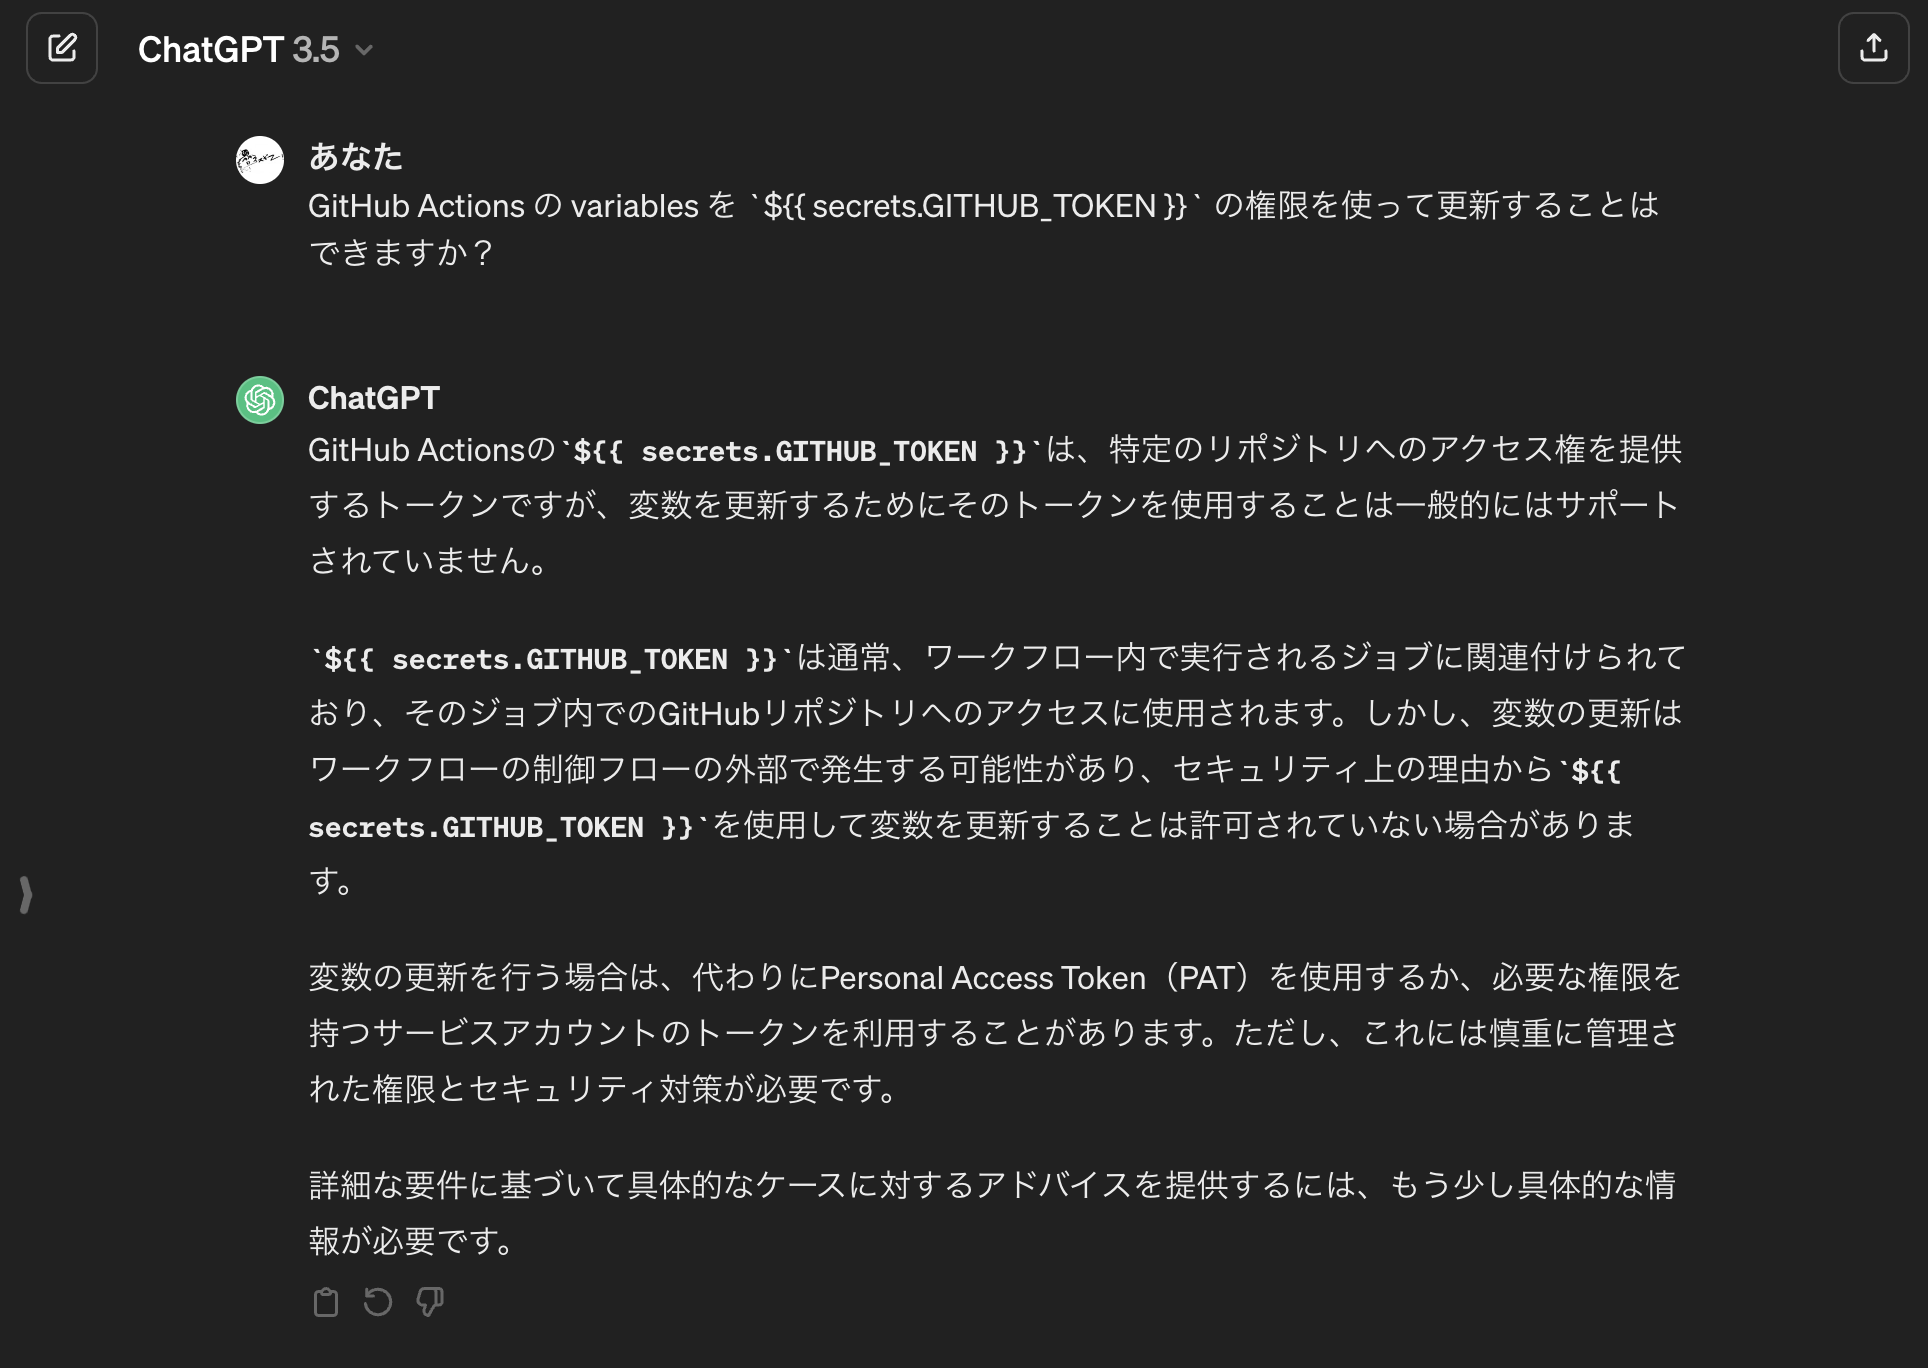 ChatGPT 3.5
あなた
GitHub Actions の variables を `${{ secrets.GITHUB_TOKEN }}` の権限を使って更新することは
できますか？
ChatGPT
GitHub Actionsの`${{ secrets.GITHUB_TOKEN }}`は、特定のリポジトリへのアクセス権を提供
するトークンですが、変数を更新するためにそのトークンを使用することは一般的にはサポート
されていません。
`${{ secrets.GITHUB_TOKEN }}`は通常、ワークフロー内で実行されるジョブに関連付けられて
おり、そのジョブ内でのGitHubリポジトリへのアクセスに使用されます。しかし、変数の更新は
ワークフローの制御フローの外部で発生する可能性があり、セキュリティ上の理由から`${{
secrets.GITHUB_TOKEN }}`を使用して変数を更新することは許可されていない場合がありま
す。
変数の更新を行う場合は、代わりにPersonal Access Token（PAT）を使用するか、必要な権限を
持つサービスアカウントのトークンを利用することがあります。ただし、これには慎重に管理さ
れた権限とセキュリティ対策が必要です。
詳細な要件に基づいて具体的なケースに対するアドバイスを提供するには、もう少し具体的な情
報が必要です。